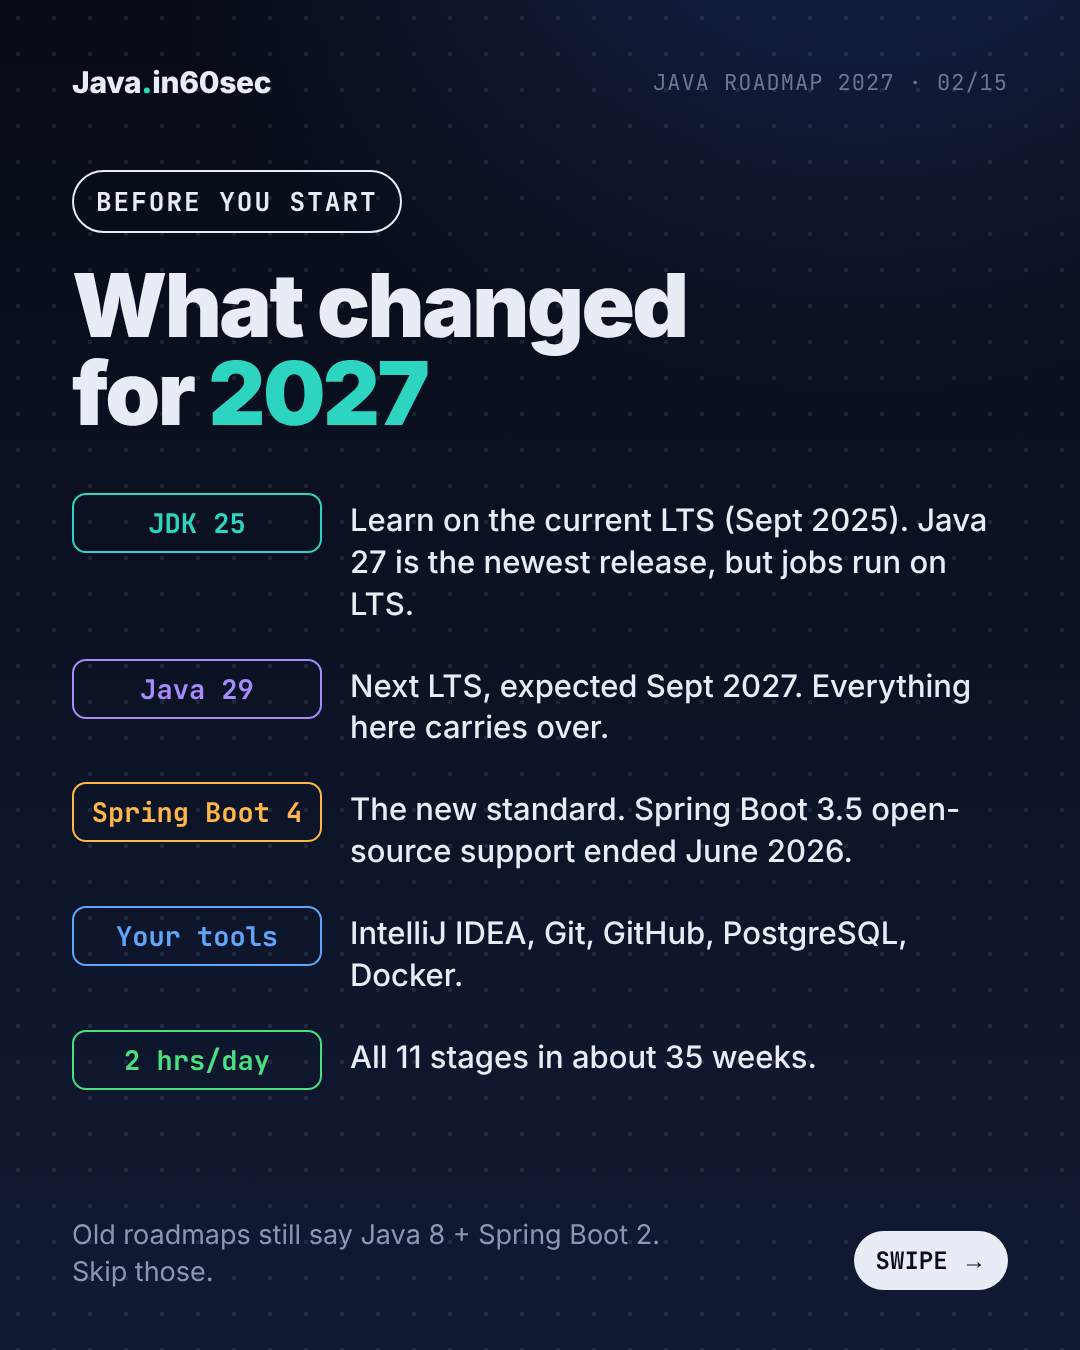 Java.in60sec
JAVA ROADMAP 2027 · 02/15
BEFORE YOU START
What changed
for 2027
JDK 25
Learn on the current LTS (Sept 2025). Java
27 is the newest release, but jobs run on
LTS.
Java 29
Next LTS, expected Sept 2027. Everything
here carries over.
Spring Boot 4
The new standard. Spring Boot 3.5 open-
source support ended June 2026.
Your tools
IntelliJ IDEA, Git, GitHub, PostgreSQL,
Docker.
2 hrs/day
All 11 stages in about 35 weeks.
Old roadmaps still say Java 8 + Spring Boot 2.
Skip those.
SWIPE →